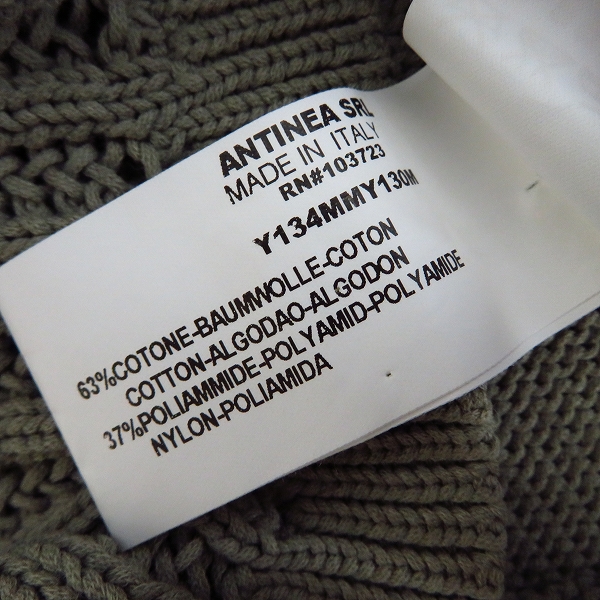 ANTINEA SRL
MADE IN ITALY
RN#103723
Y134MMY130M
63%COTONE-BAUMWOLLE-COTON
COTTON-ALGODAO-ALGODON
37%POLIAMMIDE-POLYAMID-POLYAMIDE
NYLON-POLIAMIDA